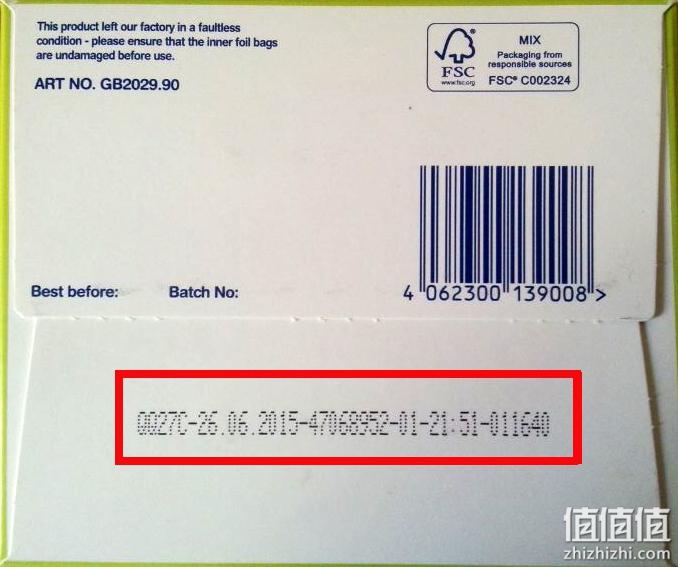 This product left our factory in a faultless
condition - please ensure that the inner foil bags
are undamaged before use.
ART NO. GB2029.90
FSC
www.fsc.org
MIX
Packaging from
responsible sources
FSC® C002324
4 062300 139008 >
Best before:
Batch No:
QQ27C-26.06.2015-47068952-01-21:51-011640
值值值
zhizhizhi.com